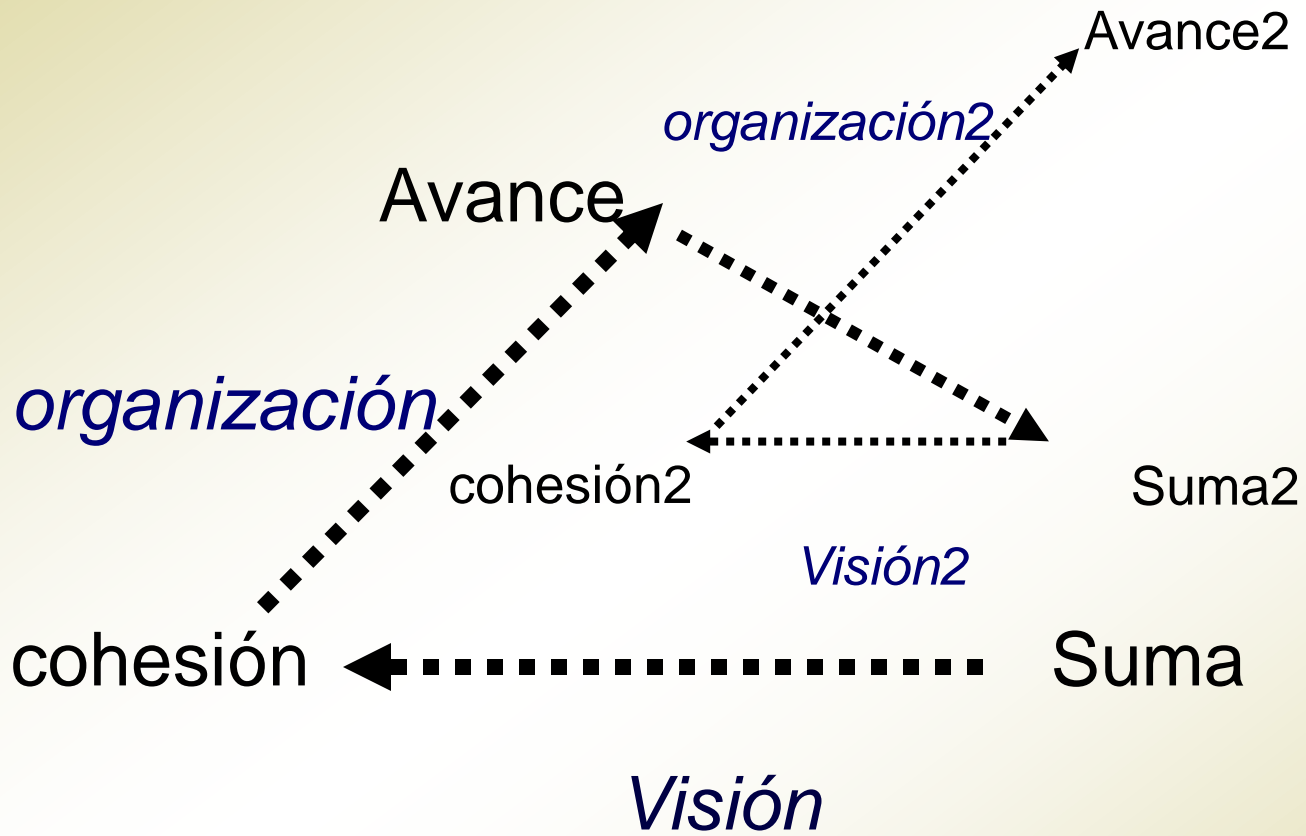 Avance2
organización2
Avance
organización
cohesión2
Suma2
Visión2
cohesión
Suma
Visión